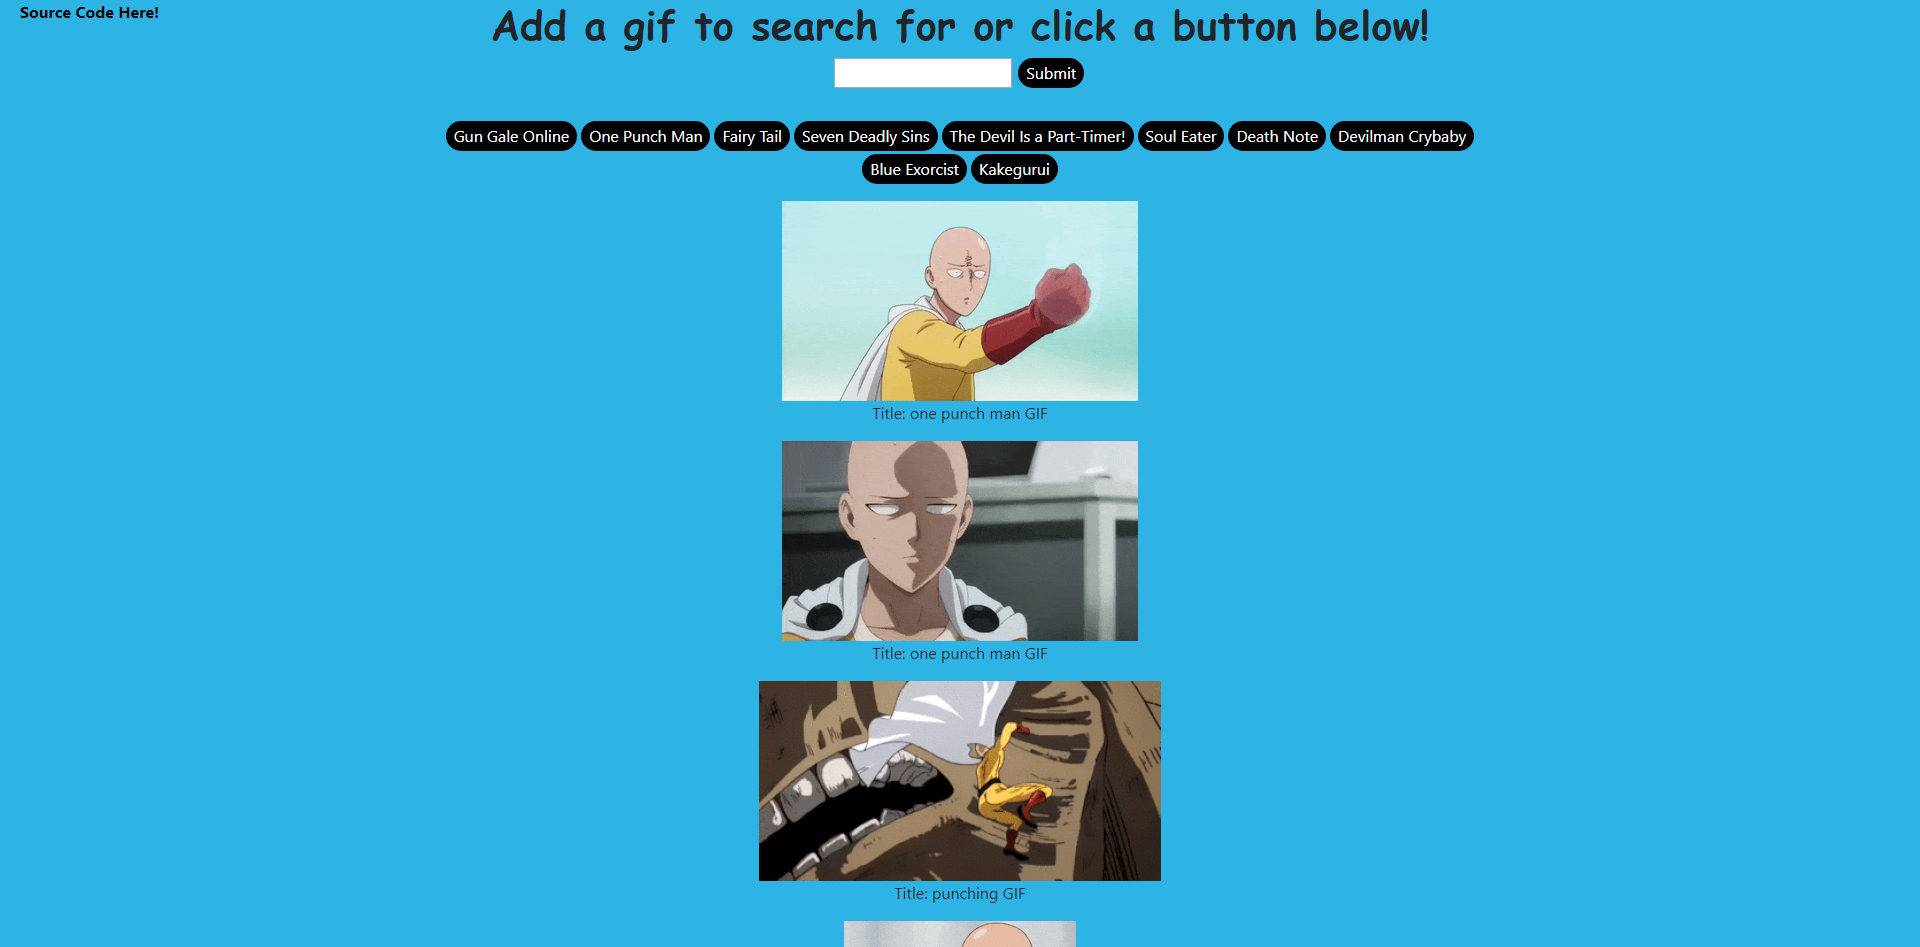 Source Code Here!
Add a gif to search for or click a button below!
Submit
Gun Gale Online One Punch Man Fairy Tail Seven Deadly Sins The Devil Is a Part-Timer! Soul Eater Death Note Devilman Crybaby
Blue Exorcist Kakegurui
Title: one punch man GIF
Title: one punch man GIF
Title: punching GIF